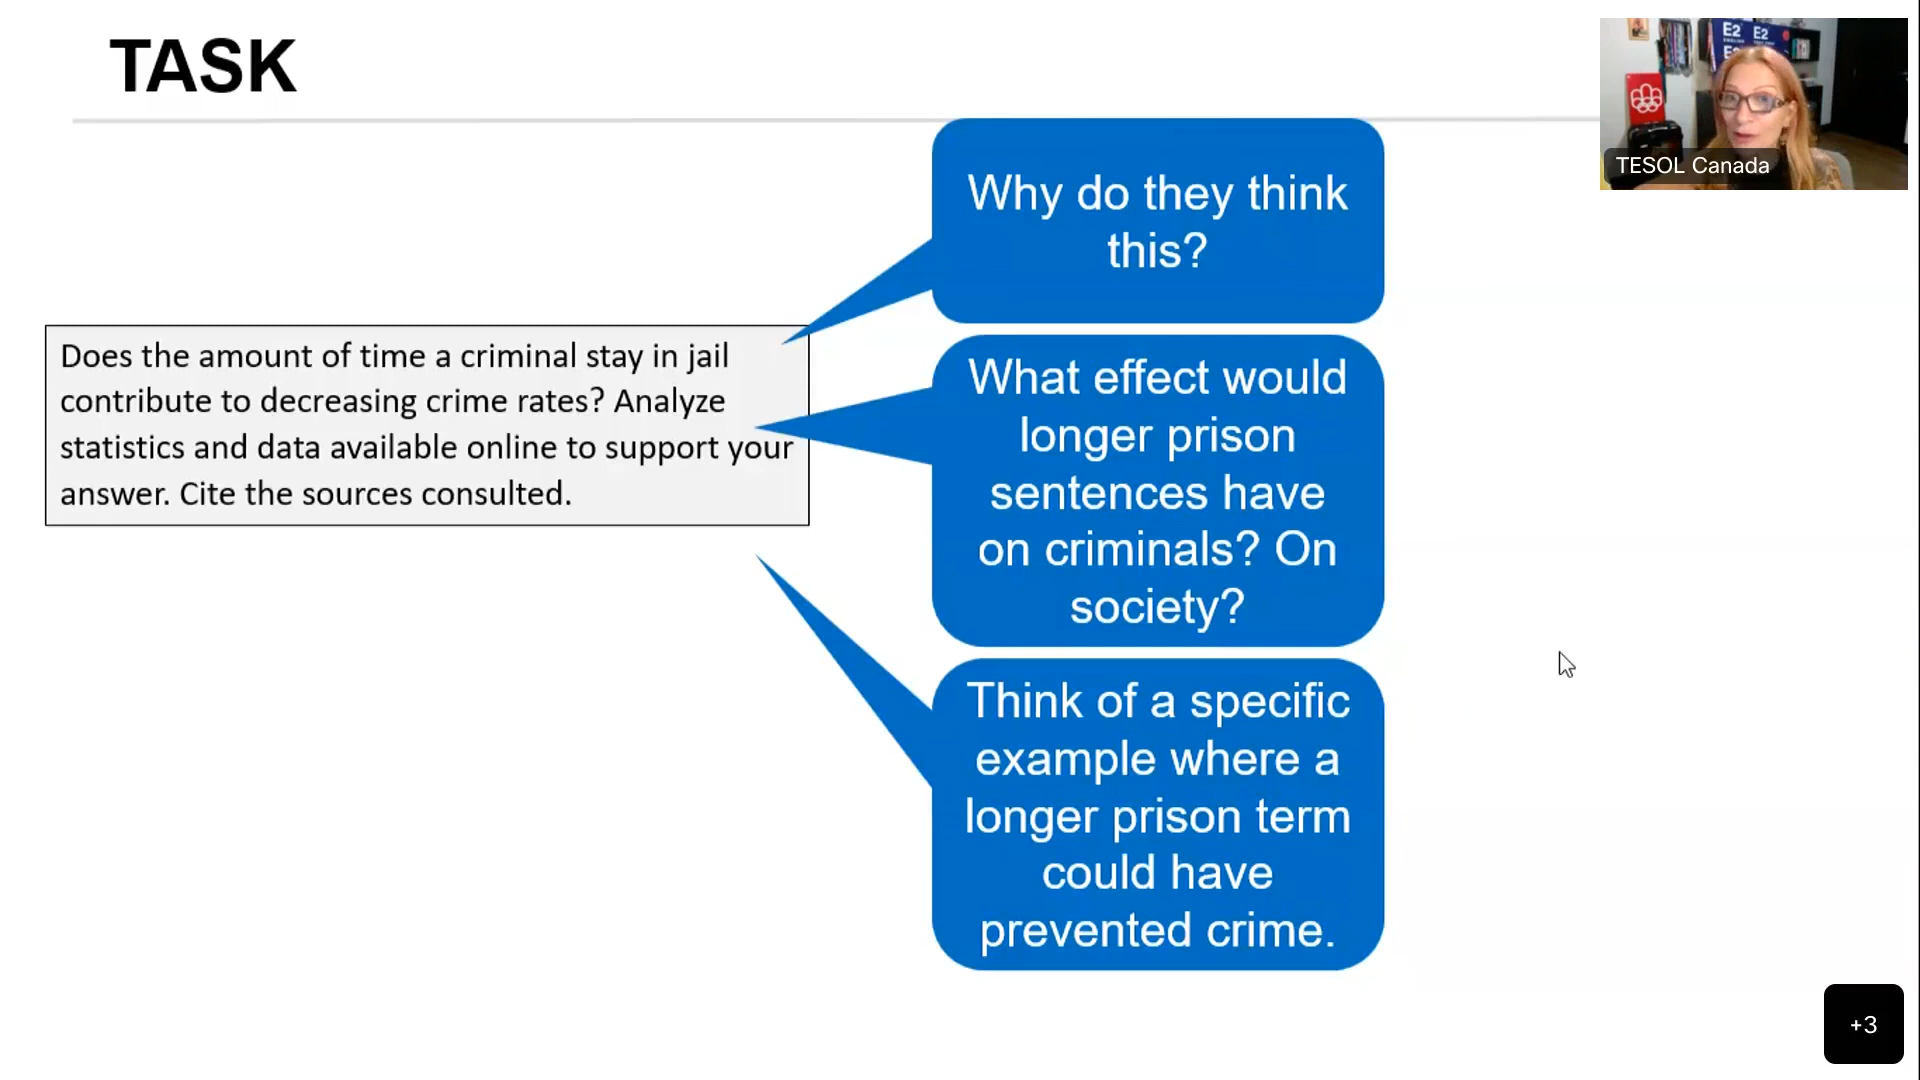 TASK
E2 E2
TESOL Canada
Why do they think
this?
Does the amount of time a criminal stay in jail
contribute to decreasing crime rates? Analyze
statistics and data available online to support your
answer. Cite the sources consulted.
What effect would
longer prison
sentences have
on criminals? On
society?
Think of a specific
example where a
longer prison term
could have
prevented crime.
+3